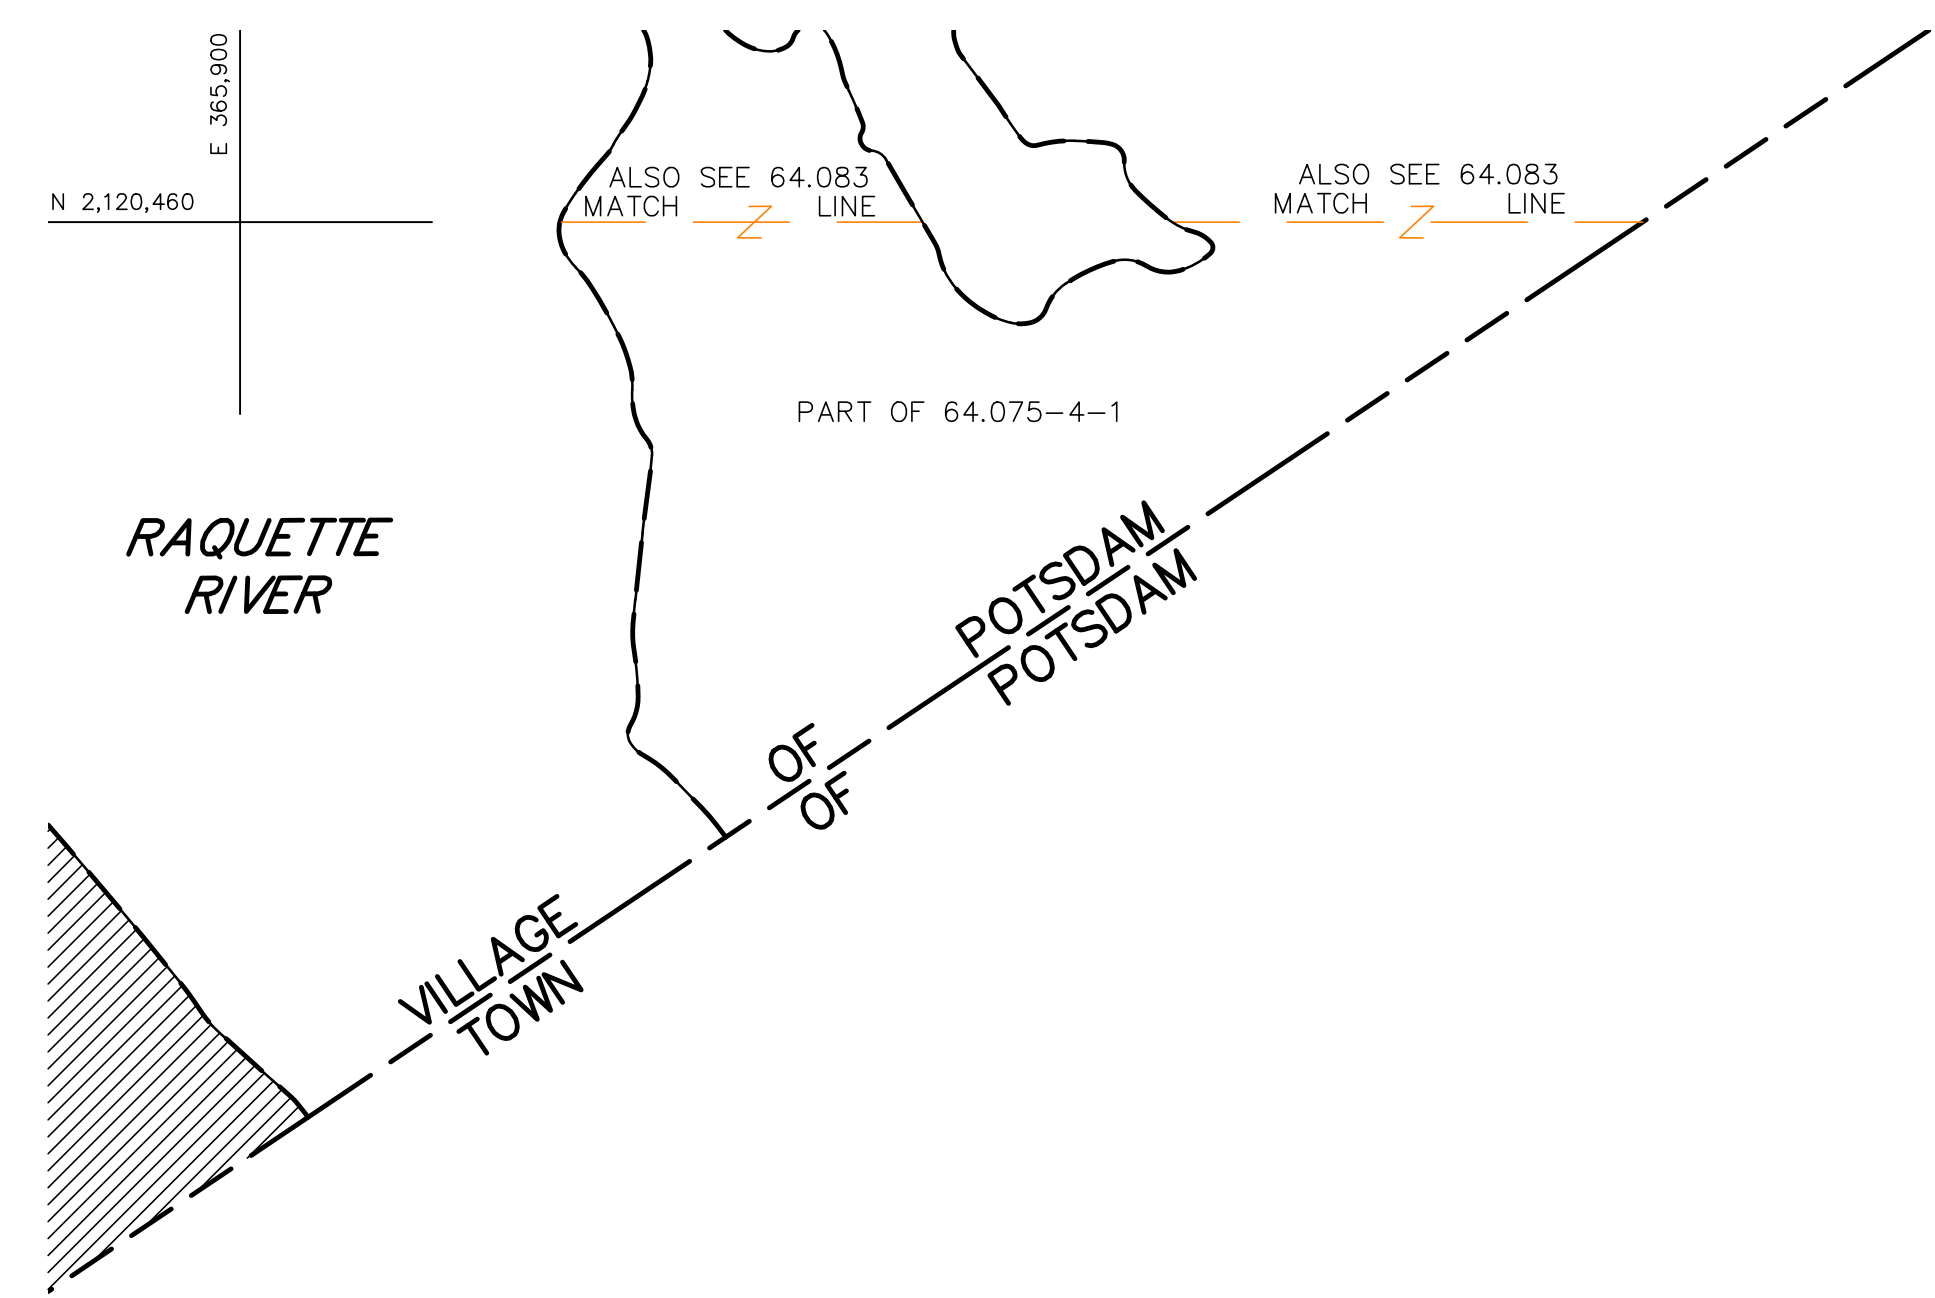 E 365,900
N 2,120,460
ALSO SEE 64.083
MATCH LINE
ALSO SEE 64.083
MATCH LINE
PART OF 64.075-4-1
RAQUETTE
RIVER
VILLAGE OF POTSDAM
TOWN OF POTSDAM